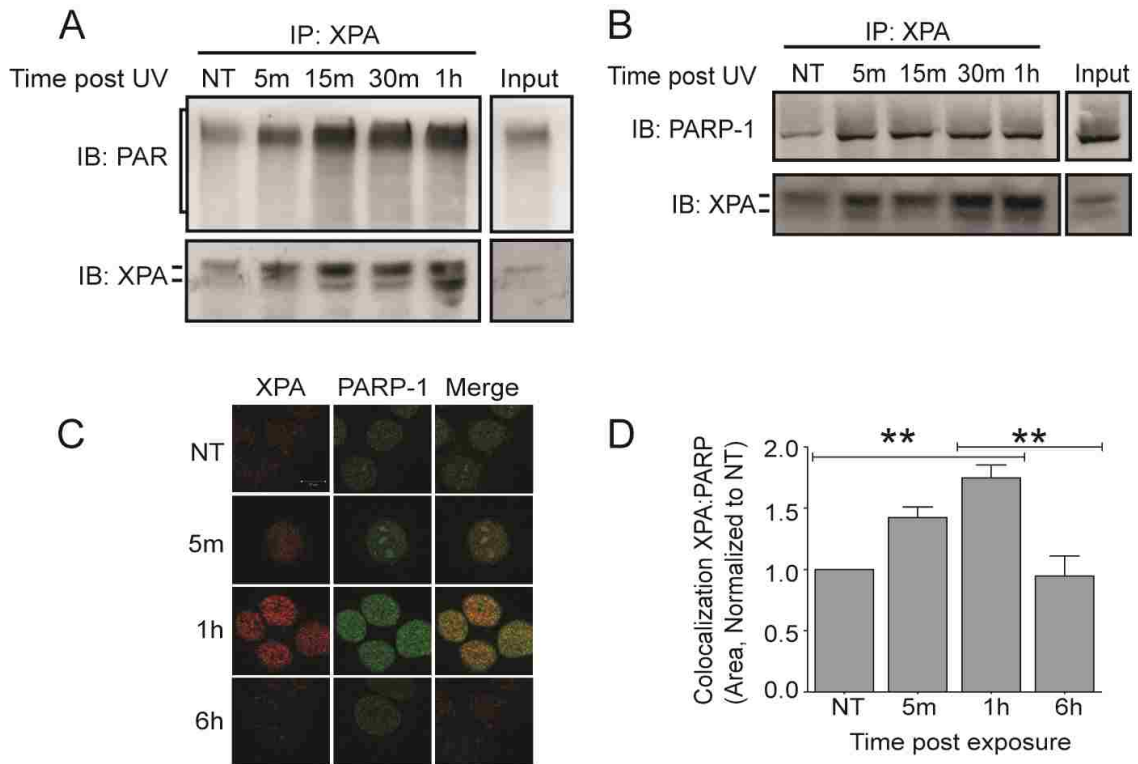 A
IP: XPA
Time post UV NT 5m 15m 30m 1h Input
IB: PAR
IB: XPA
B
IP: XPA
Time post UV NT 5m 15m 30m 1h Input
IB: PARP-1
IB: XPA
C
XPA PARP-1 Merge
NT
5m
1h
6h
D
** **
Colocalization XPA:PARP
(Area, Normalized to NT)
2.0
1.5
1.0
0.5
0.0
NT 5m 1h 6h
Time post exposure